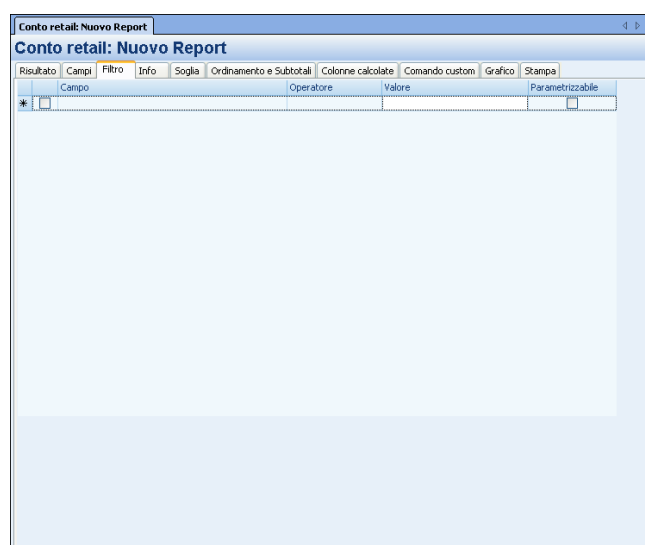 Conto retail: Nuovo Report
Conto retail: Nuovo Report
Risultato Campi Filtro Info Soglia Ordinamento e Subtotali Colonne calcolate Comando custom Grafico Stampa
Campo Operatore Valore Parametrizzabile